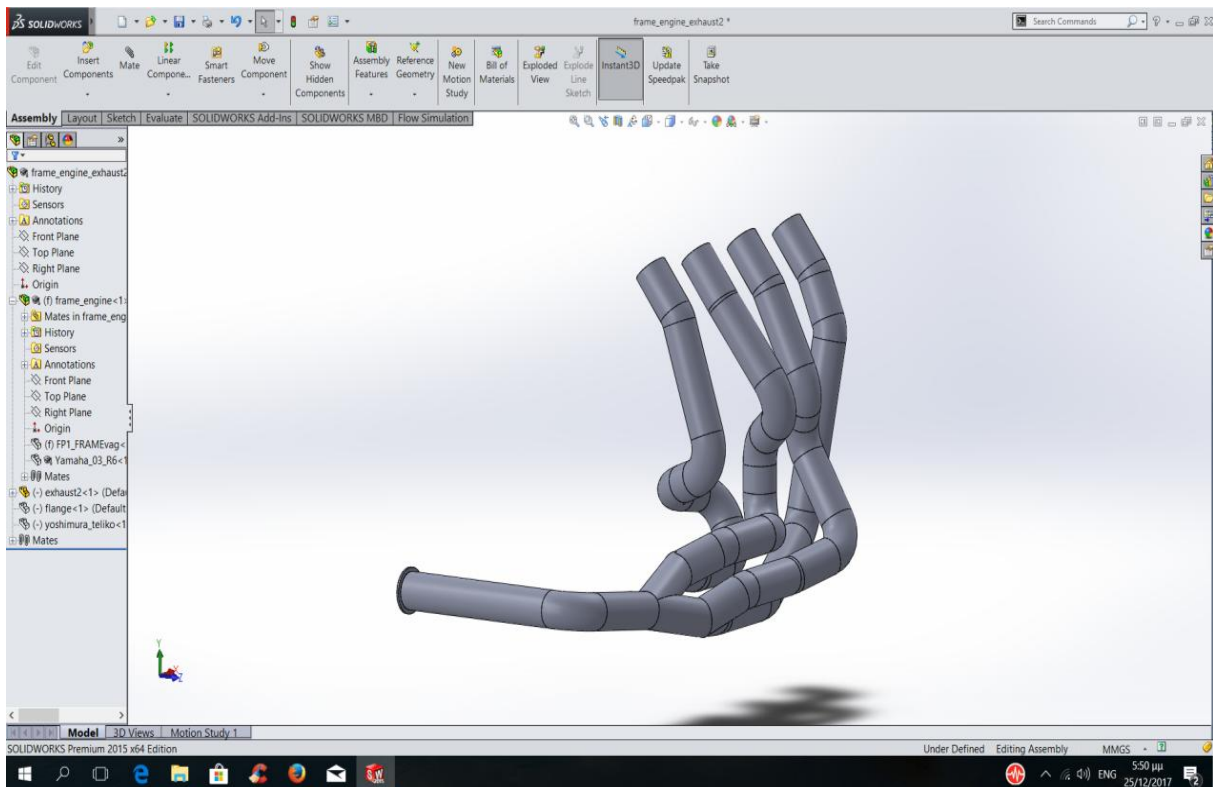 SOLIDWORKS
frame_engine_exhaust2 *
Search Commands
Edit Component
Insert Components
Mate
Linear Compone...
Smart Fasteners
Move Component
Show Hidden Components
Assembly Features
Reference Geometry
New Motion Study
Bill of Materials
Exploded View
Explode Line Sketch
Instant3D
Update Speedpak
Take Snapshot
Assembly Layout Sketch Evaluate SOLIDWORKS Add-Ins SOLIDWORKS MBD Flow Simulation
frame_engine_exhaust2
History
Sensors
Annotations
Front Plane
Top Plane
Right Plane
Origin
(f) frame_engine<1>
Mates in frame_eng
History
Sensors
Annotations
Front Plane
Top Plane
Right Plane
Origin
(f) FP1_FRAMEvag<
Yamaha_03_R6<1
Mates
(-) exhaust2<1> (Defau
(-) flange<1> (Default
(-) yoshimura_teliko<1
Mates
Y
X
Z
Model 3D Views Motion Study 1
SOLIDWORKS Premium 2015 x64 Edition
Under Defined Editing Assembly MMGS
ENG
5:50 μμ
25/12/2017
2